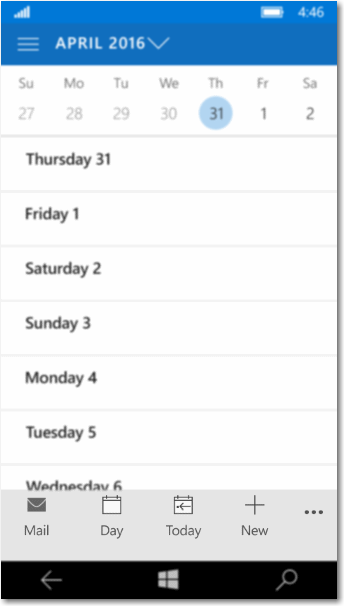 4:46
APRIL 2016
Su Mo Tu We Th Fr Sa
27 28 29 30 31 1 2
Thursday 31
Friday 1
Saturday 2
Sunday 3
Monday 4
Tuesday 5
Wednesday 6
Mail Day Today New